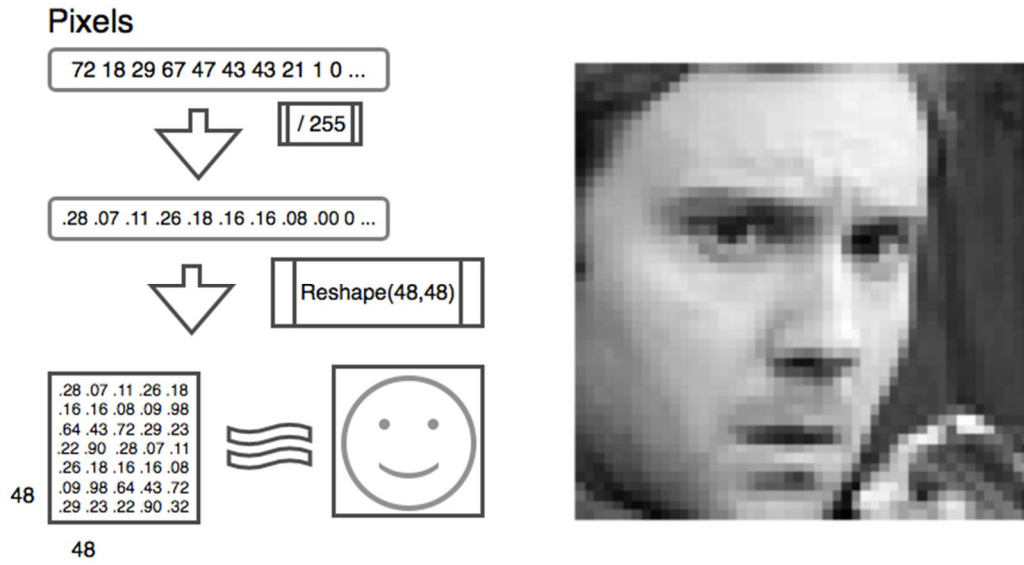 Pixels
72 18 29 67 47 43 43 21 1 0 ...
/ 255
.28 .07 .11 .26 .18 .16 .16 .08 .00 0 ...
Reshape(48,48)
.28 .07 .11 .26 .18
.16 .16 .08 .09 .98
.64 .43 .72 .29 .23
.22 .90 .28 .07 .11
.26 .18 .16 .16 .08
.09 .98 .64 .43 .72
.29 .23 .22 .90 .32
48
48